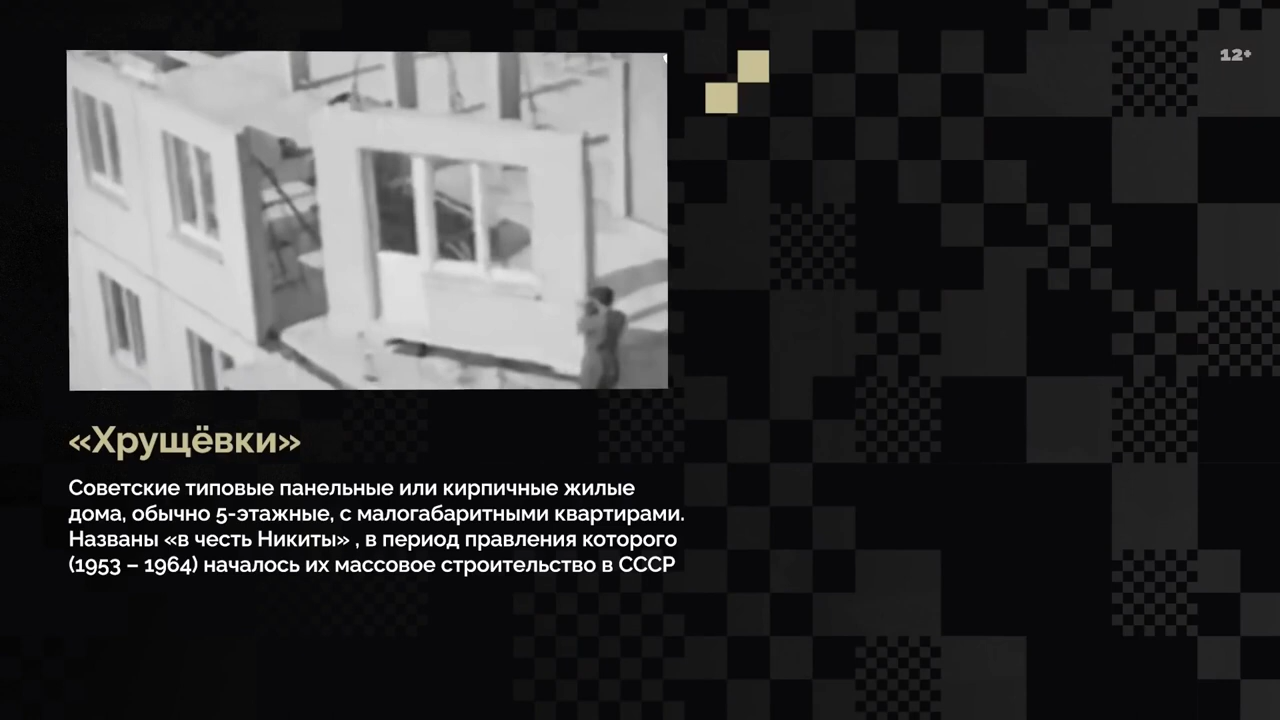 12+
«Хрущёвки»
Советские типовые панельные или кирпичные жилые
дома, обычно 5-этажные, с малогабаритными квартирами.
Названы «в честь Никиты» , в период правления которого
(1953 – 1964) началось их массовое строительство в СССР